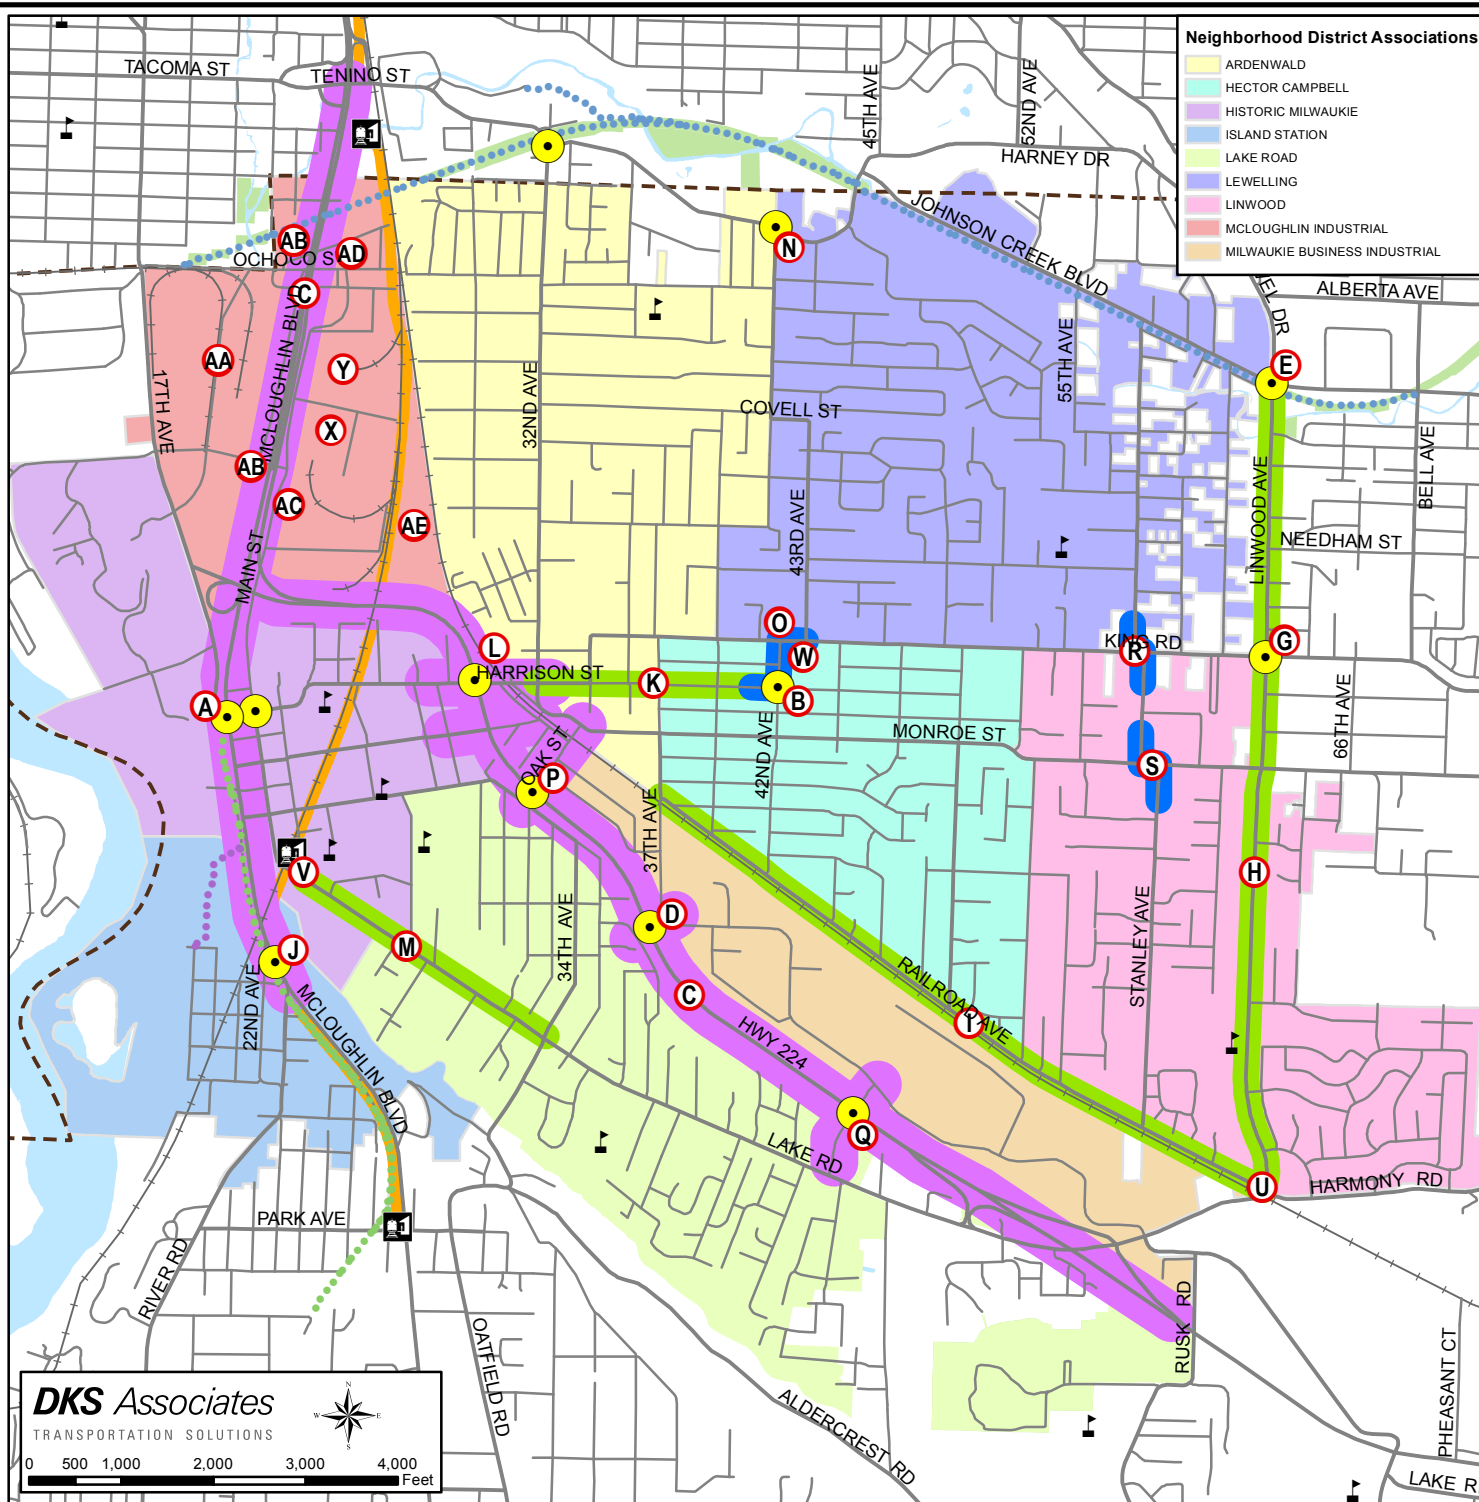 Neighborhood District Associations
ARDENWALD
HECTOR CAMPBELL
HISTORIC MILWAUKIE
ISLAND STATION
LAKE ROAD
LEWELLING
LINWOOD
MCLOUGHLIN INDUSTRIAL
MILWAUKIE BUSINESS INDUSTRIAL
TACOMA ST
TENINO ST
45TH AVE
52ND AVE
HARNEY DR
JOHNSON CREEK BLVD
ALBERTA AVE
N
AB
AD
OCHOCO S
C
MCLOUGHLIN BLVD
AA
Y
X
17TH AVE
32ND AVE
COVELL ST
55TH AVE
E
AB
AC
AE
43RD AVE
LINWOOD AVE
BELL AVE
NEEDHAM ST
MAIN ST
O
W
KING RD
R
G
L
HARRISON ST
K
B
A
MONROE ST
42ND AVE
66TH AVE
OAK ST
P
S
37TH AVE
V
H
D
M
34TH AVE
STANLEY AVE
J
22ND AVE
MCLOUGHLIN BLVD
C
RAILROAD AVE
I
HWY 224
Q
LAKE RD
U
HARMONY RD
PARK AVE
RIVER RD
OATFIELD RD
RUSK RD
PHEASANT CT
ALDERCREST RD
LAKE R
DKS Associates
TRANSPORTATION SOLUTIONS
N
W E
S
0 500 1,000 2,000 3,000 4,000
Feet